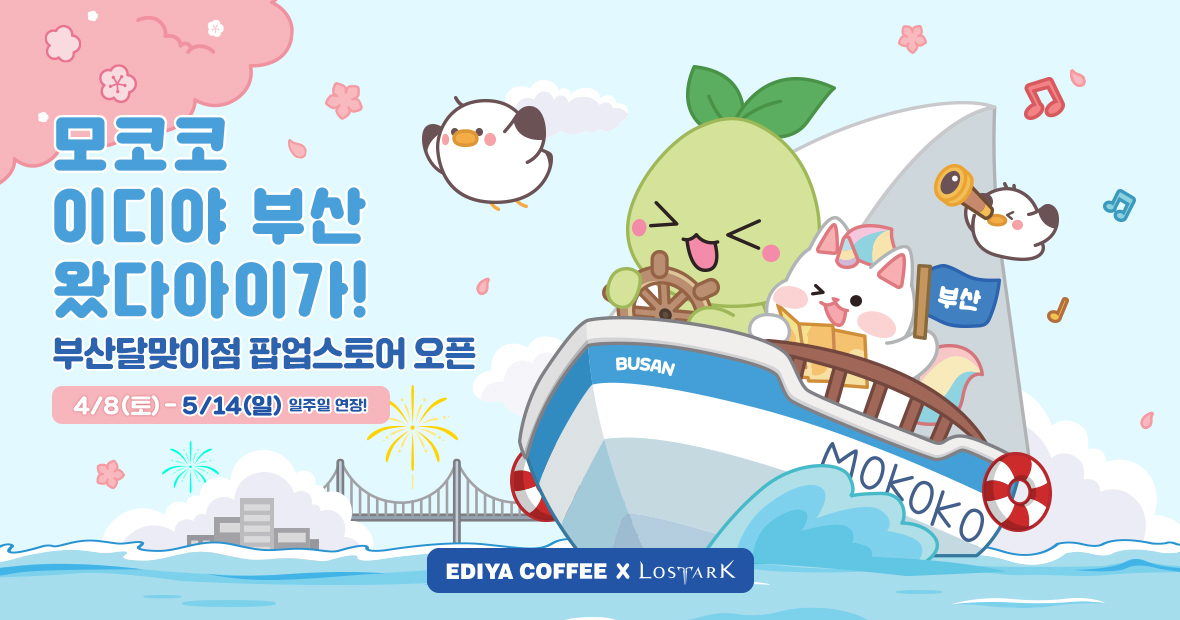 모코코
이디야 부산
왔다아이가!
부산달맞이점 팝업스토어 오픈
4/8(토) - 5/14(일) 일주일 연장!
부산
BUSAN
MOKOKO
EDIYA COFFEE X LOSTARK